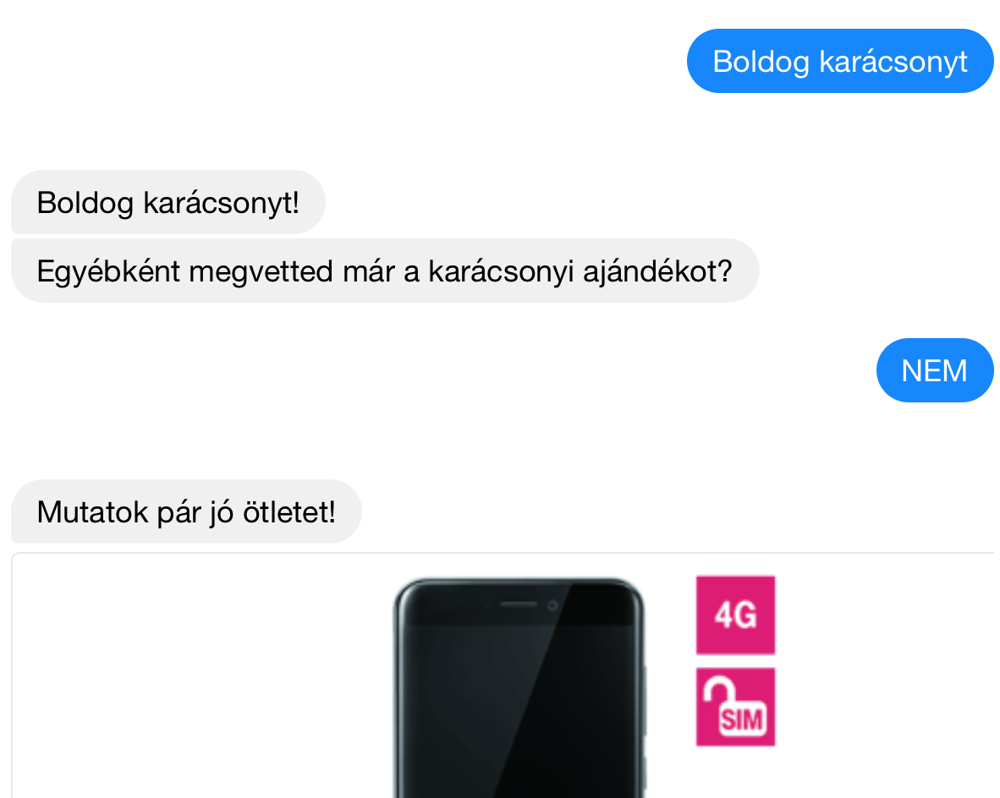 Boldog karácsonyt
Boldog karácsonyt!
Egyébként megvetted már a karácsonyi ajándékot?
NEM
Mutatok pár jó ötletet!
4G
SIM